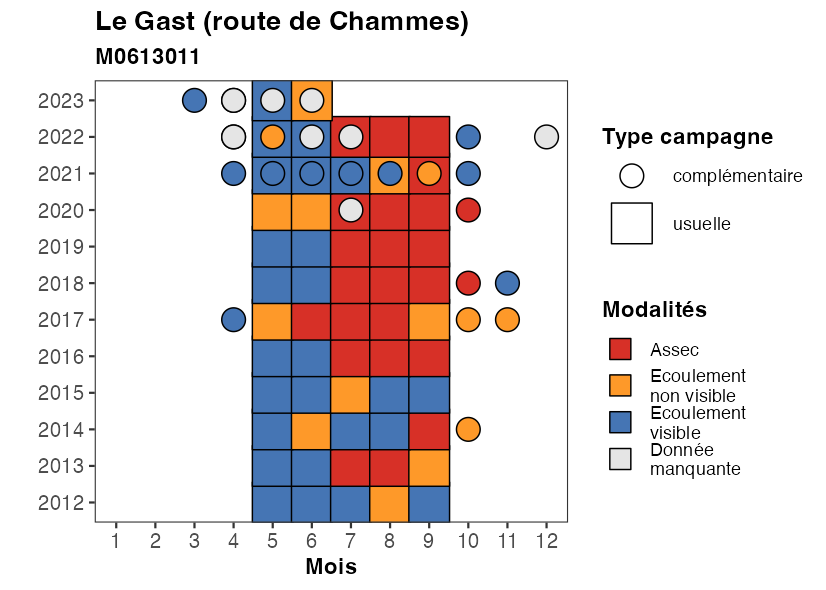 Le Gast (route de Chammes)
M0613011
2023
2022
2021
2020
2019
2018
2017
2016
2015
2014
2013
2012
1 2 3 4 5 6 7 8 9 10 11 12
Mois
Type campagne
complémentaire
usuelle
Modalités
Assec
Ecoulement
non visible
Ecoulement
visible
Donnée
manquante